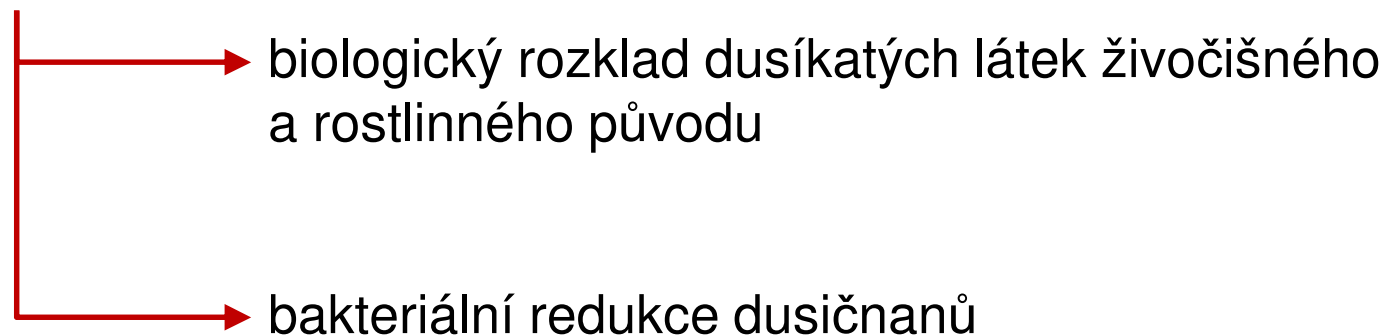 biologický rozklad dusíkatých látek živočišného
a rostlinného původu
bakteriální redukce dusičnanů